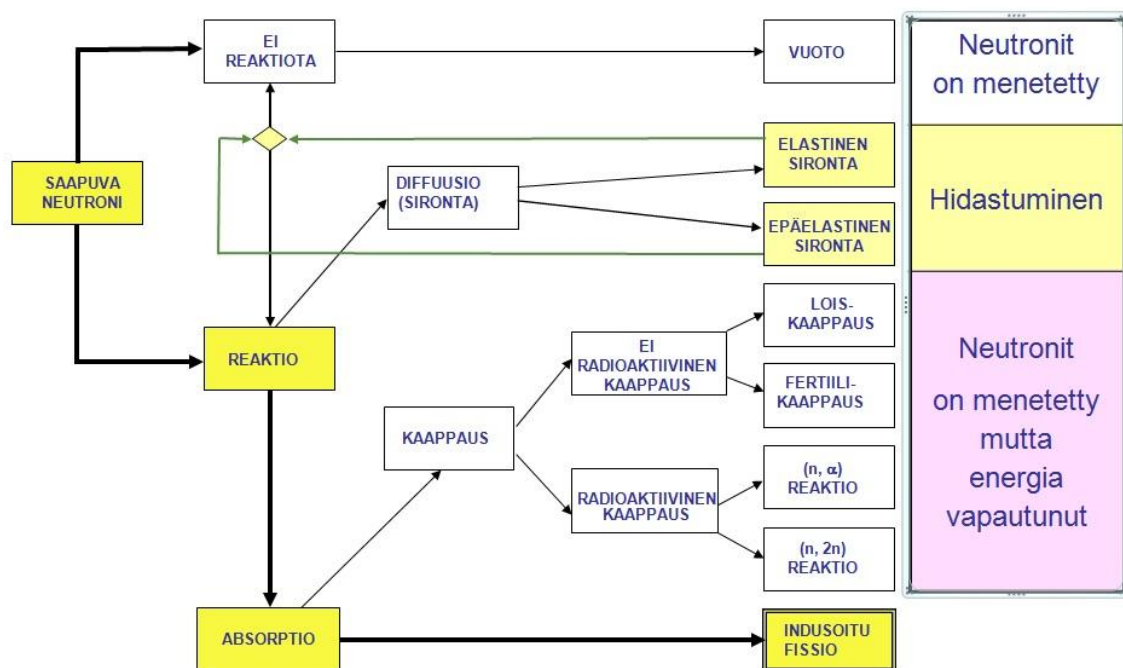 EI
REAKTIOTA
VUOTO
Neutronit
on menetetty
SAAPUVA
NEUTRONI
DIFFUUSIO
(SIRONTA)
ELASTINEN
SIRONTA
EPÄELASTINEN
SIRONTA
Hidastuminen
REAKTIO
EI
RADIOAKTIIVINEN
KAAPPAUS
LOIS-
KAAPPAUS
FERTIILI-
KAAPPAUS
KAAPPAUS
RADIOAKTIIVINEN
KAAPPAUS
(n, α)
REAKTIO
(n, 2n)
REAKTIO
Neutronit
on menetetty
mutta
energia
vapautunut
ABSORPTIO
INDUSOITU
FISSIO